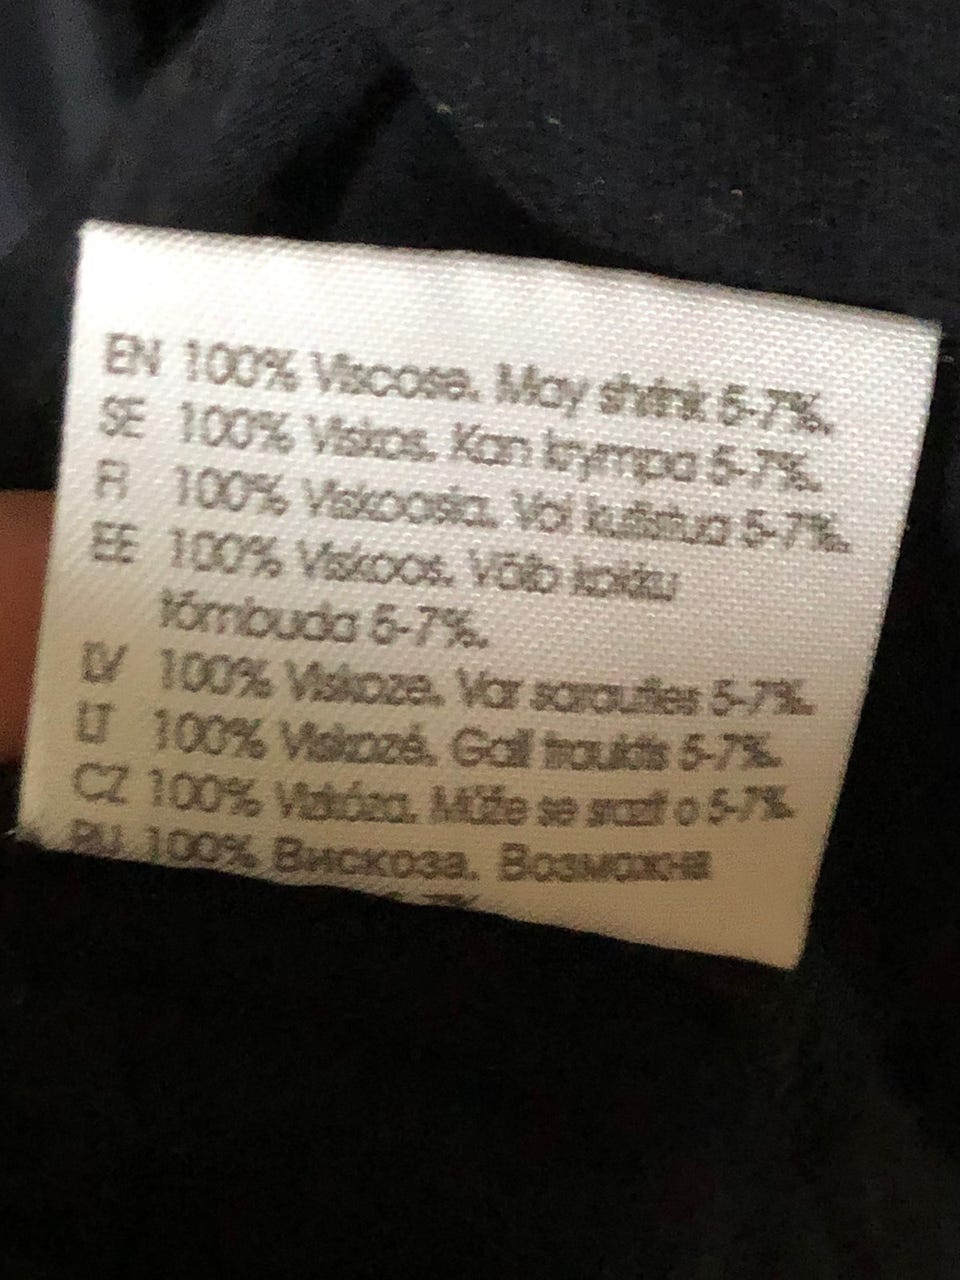 EN 100% Viscose. May shrink 5-7%.
SE 100% Viskos. Kan krympa 5-7%.
FI 100% Viskoosia. Voi kutistua 5-7%.
EE 100% Viskoos. Võib kokku
tõmbuda 5-7%.
LV 100% Viskoze. Var sarauties 5-7%.
LT 100% Viskozė. Gali trauktis 5-7%.
CZ 100% Viskóza. Může se srazit o 5-7%.
RU 100% Вискоза. Возможна
5-7%